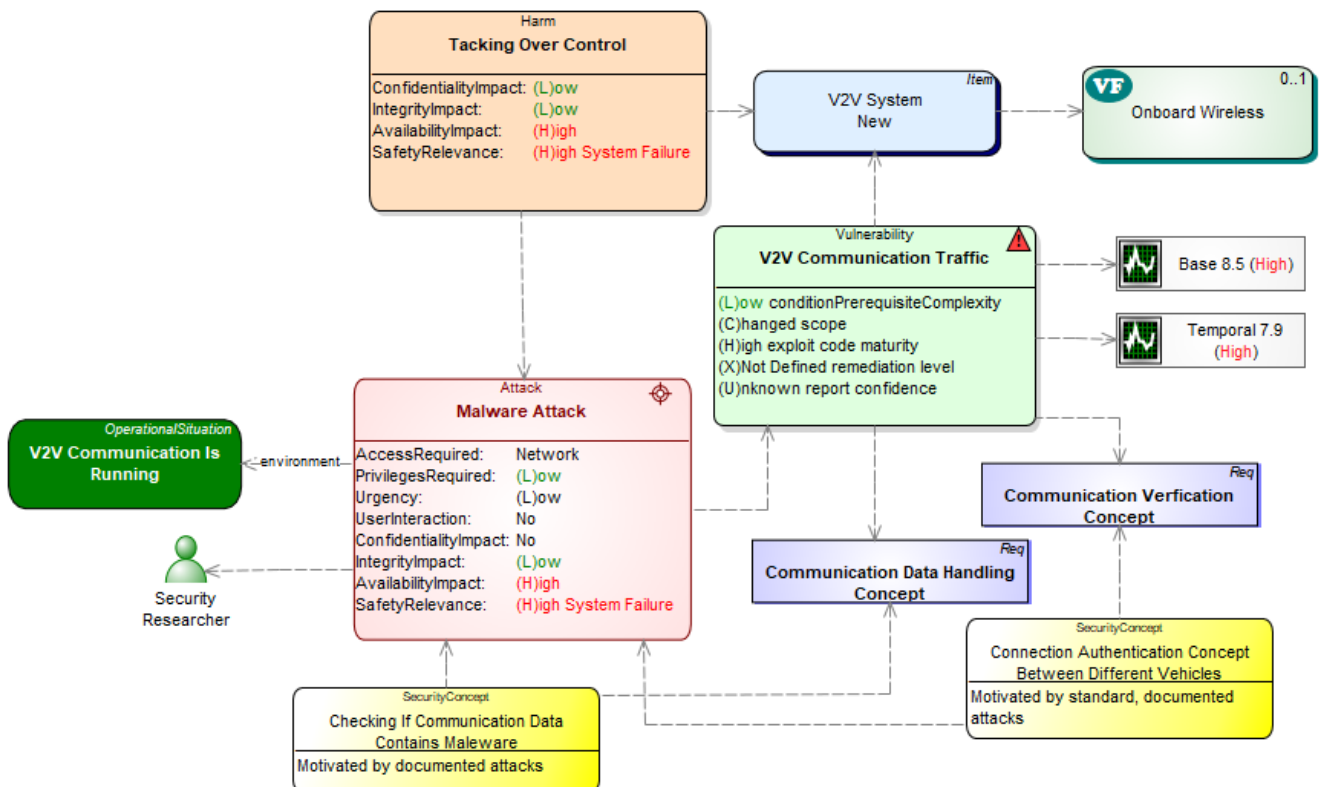 Harm
Tacking Over Control
ConfidentialityImpact: (L)ow
IntegrityImpact: (L)ow
AvailabilityImpact: (H)igh
SafetyRelevance: (H)igh System Failure
Item
V2V System
New
VF
0..1
Onboard Wireless
Vulnerability
V2V Communication Traffic
(L)ow conditionPrerequisiteComplexity
(C)hanged scope
(H)igh exploit code maturity
(X)Not Defined remediation level
(U)nknown report confidence
Base 8.5 (High)
Temporal 7.9
(High)
Attack
Malware Attack
AccessRequired: Network
PrivilegesRequired: (L)ow
Urgency: (L)ow
UserInteraction: No
ConfidentialityImpact: No
IntegrityImpact: (L)ow
AvailabilityImpact: (H)igh
SafetyRelevance: (H)igh System Failure
OperationalSituation
V2V Communication Is
Running
environment
Security
Researcher
Req
Communication Verfication
Concept
Req
Communication Data Handling
Concept
SecurityConcept
Connection Authentication Concept
Between Different Vehicles
Motivated by standard, documented
attacks
SecurityConcept
Checking If Communication Data
Contains Maleware
Motivated by documented attacks